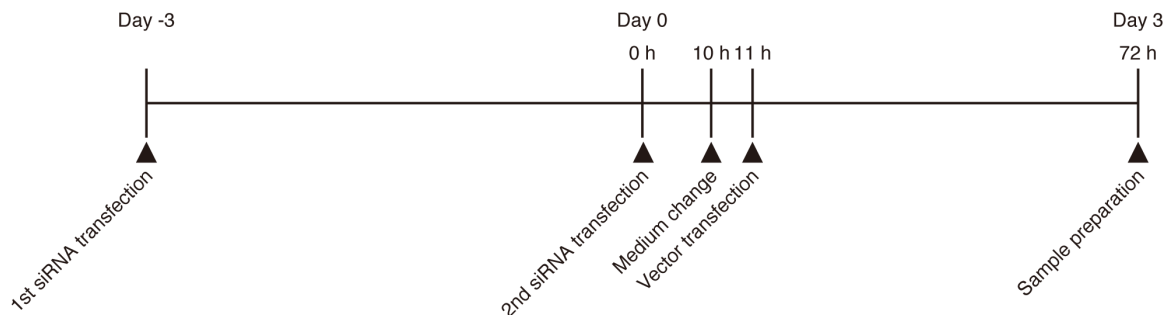 Day -3
Day 0
Day 3
0 h
10 h
11 h
72 h
1st siRNA transfection
2nd siRNA transfection
Medium change
Vector transfection
Sample preparation